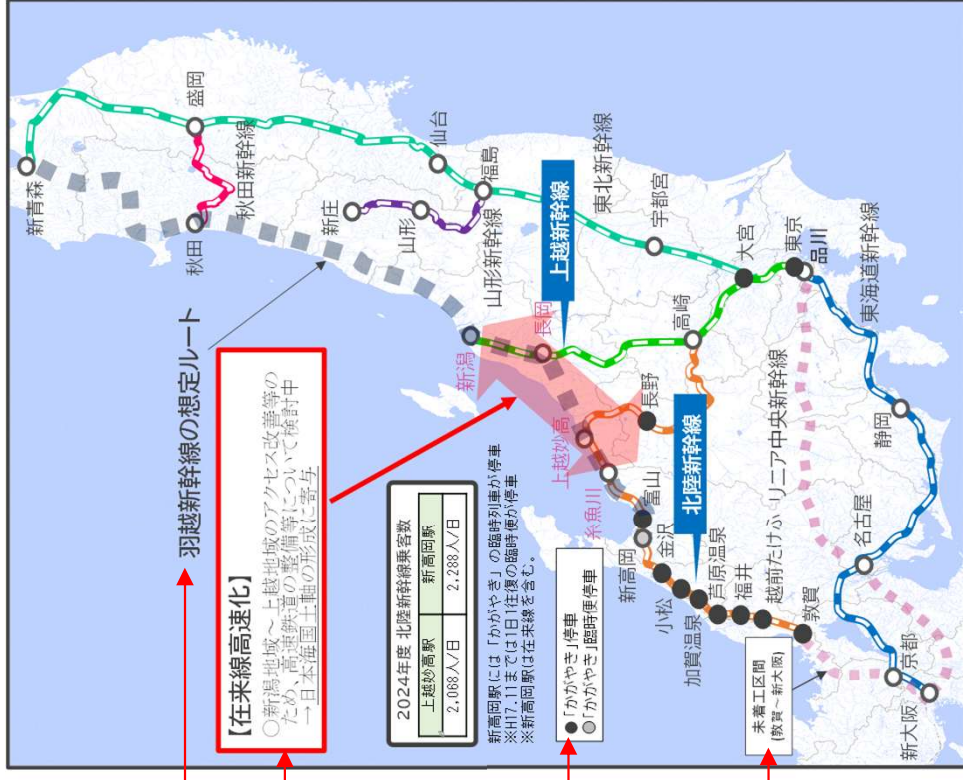 羽越新幹線の想定ルート
【在来線高速化】
○新潟地域~上越地域のアクセス改善等の
ため、高速鉄道の整備等について検討中
→日本海国土軸の形成に寄与
2024年度 北陸新幹線乗客数
上越妙高駅
新高岡駅
2,068人/日
2,288人/日
新高岡駅には「かがやき」の臨時列車が停車
※H17.11までは1日1往復の臨時便が停車
※新高岡駅は在来線を含む。
●「かがやき」停車
●「かがやき」臨時便停車
未着工区間
(敦賀~新大阪)
新青森
盛岡
秋田
秋田新幹線
新庄
山形
山形新幹線
仙台
福島
東北新幹線
宇都宮
新潟
長岡
上越新幹線
大宮
東京
品川
東海道新幹線
高崎
上越妙高
長野
糸魚川
富山
北陸新幹線
新高岡
金沢
小松
加賀温泉
芦原温泉
福井
越前たけふ
リニア中央新幹線
敦賀
静岡
名古屋
京都
新大阪